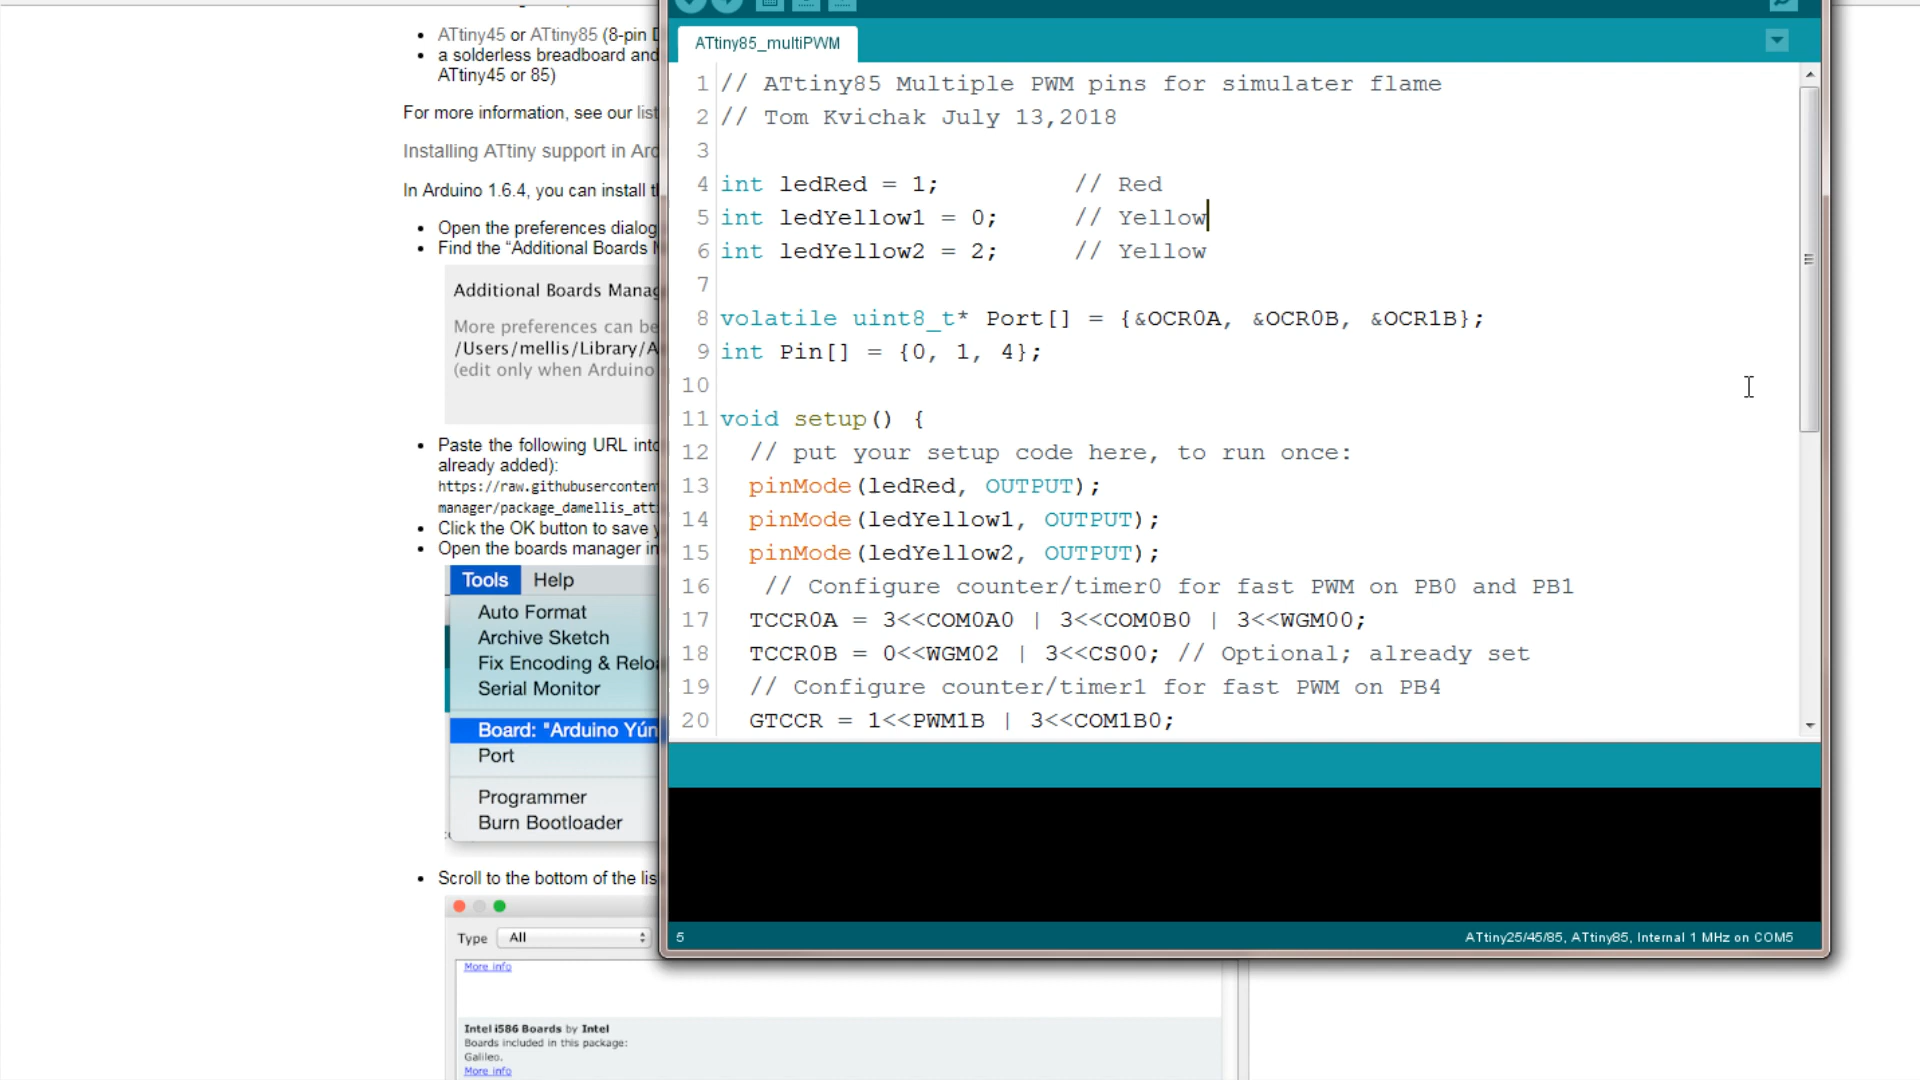 ATtiny45 or ATtiny85 (8-pin
a solderless breadboard and
ATtiny45 or 85)
For more information, see our list
Installing ATtiny support in
In Arduino 1.6.4, you can install
Open the preferences dialog
Find the “Additional Boards
Additional Boards Manag
More preferences can be
/Users/mellis/Library/A
(edit only when Arduino
Paste the following URL into
already added):
https://raw.githubusercontent
manager/package_damellis_att
Click the OK button to save
Open the boards manager in
Tools Help
Auto Format
Archive Sketch
Fix Encoding & Reloa
Serial Monitor
Board: "Arduino Yún
Port
Programmer
Burn Bootloader
Scroll to the bottom of the lis
Type All
More info
Intel i586 Boards by Intel
Boards included in this package:
Galileo.
More info
ATtiny85_multiPWM
1 // ATtiny85 Multiple PWM pins for simulater flame
2 // Tom Kvichak July 13,2018
3
4 int ledRed = 1; // Red
5 int ledYellow1 = 0; // Yellow
6 int ledYellow2 = 2; // Yellow
7
8 volatile uint8_t* Port[] = {&OCR0A, &OCR0B, &OCR1B};
9 int Pin[] = {0, 1, 4};
10
11 void setup() {
12 // put your setup code here, to run once:
13 pinMode(ledRed, OUTPUT);
14 pinMode(ledYellow1, OUTPUT);
15 pinMode(ledYellow2, OUTPUT);
16 // Configure counter/timer0 for fast PWM on PB0 and PB1
17 TCCR0A = 3<<COM0A0 | 3<<COM0B0 | 3<<WGM00;
18 TCCR0B = 0<<WGM02 | 3<<CS00; // Optional; already set
19 // Configure counter/timer1 for fast PWM on PB4
20 GTCCR = 1<<PWM1B | 3<<COM1B0;
5
ATtiny25/45/85, ATtiny85, Internal 1 MHz on COM5